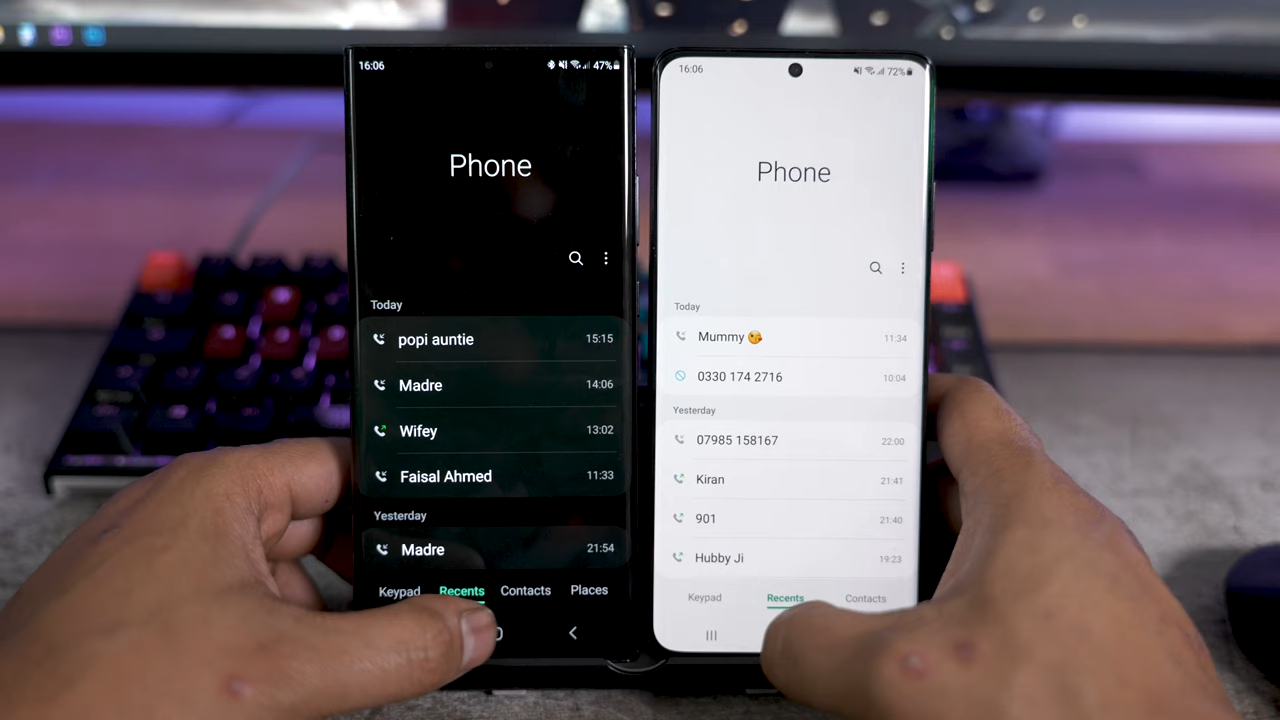 16:06
47%
Phone
Today
popi auntie 15:15
Madre 14:06
Wifey 13:02
Faisal Ahmed 11:33
Yesterday
Madre 21:54
Keypad Recents Contacts Places
16:06
72%
Phone
Today
Mummy 😘 11:34
0330 174 2716 10:04
Yesterday
07985 158167 22:00
Kiran 21:41
901 21:40
Hubby Ji 19:23
Keypad Recents Contacts